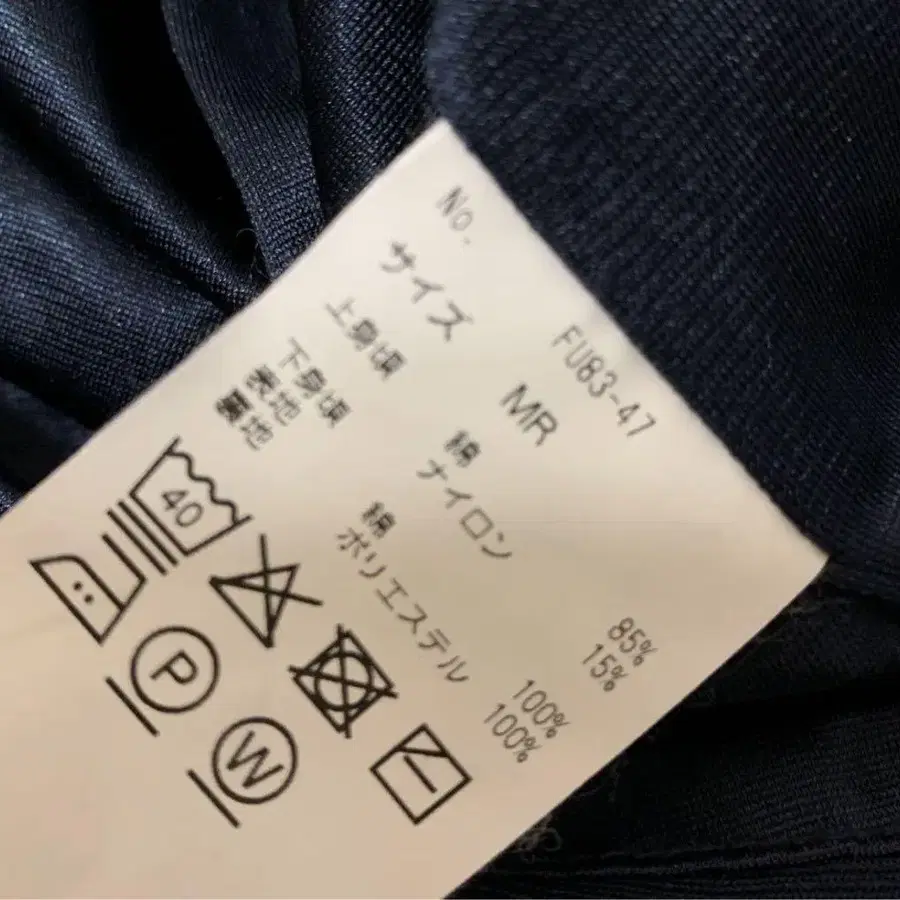 No. FU83-47
サイズ MR
上身頃 綿 85%
ナイロン 15%
下身頃
表地 綿 100%
裏地 ポリエステル 100%
40
P
W